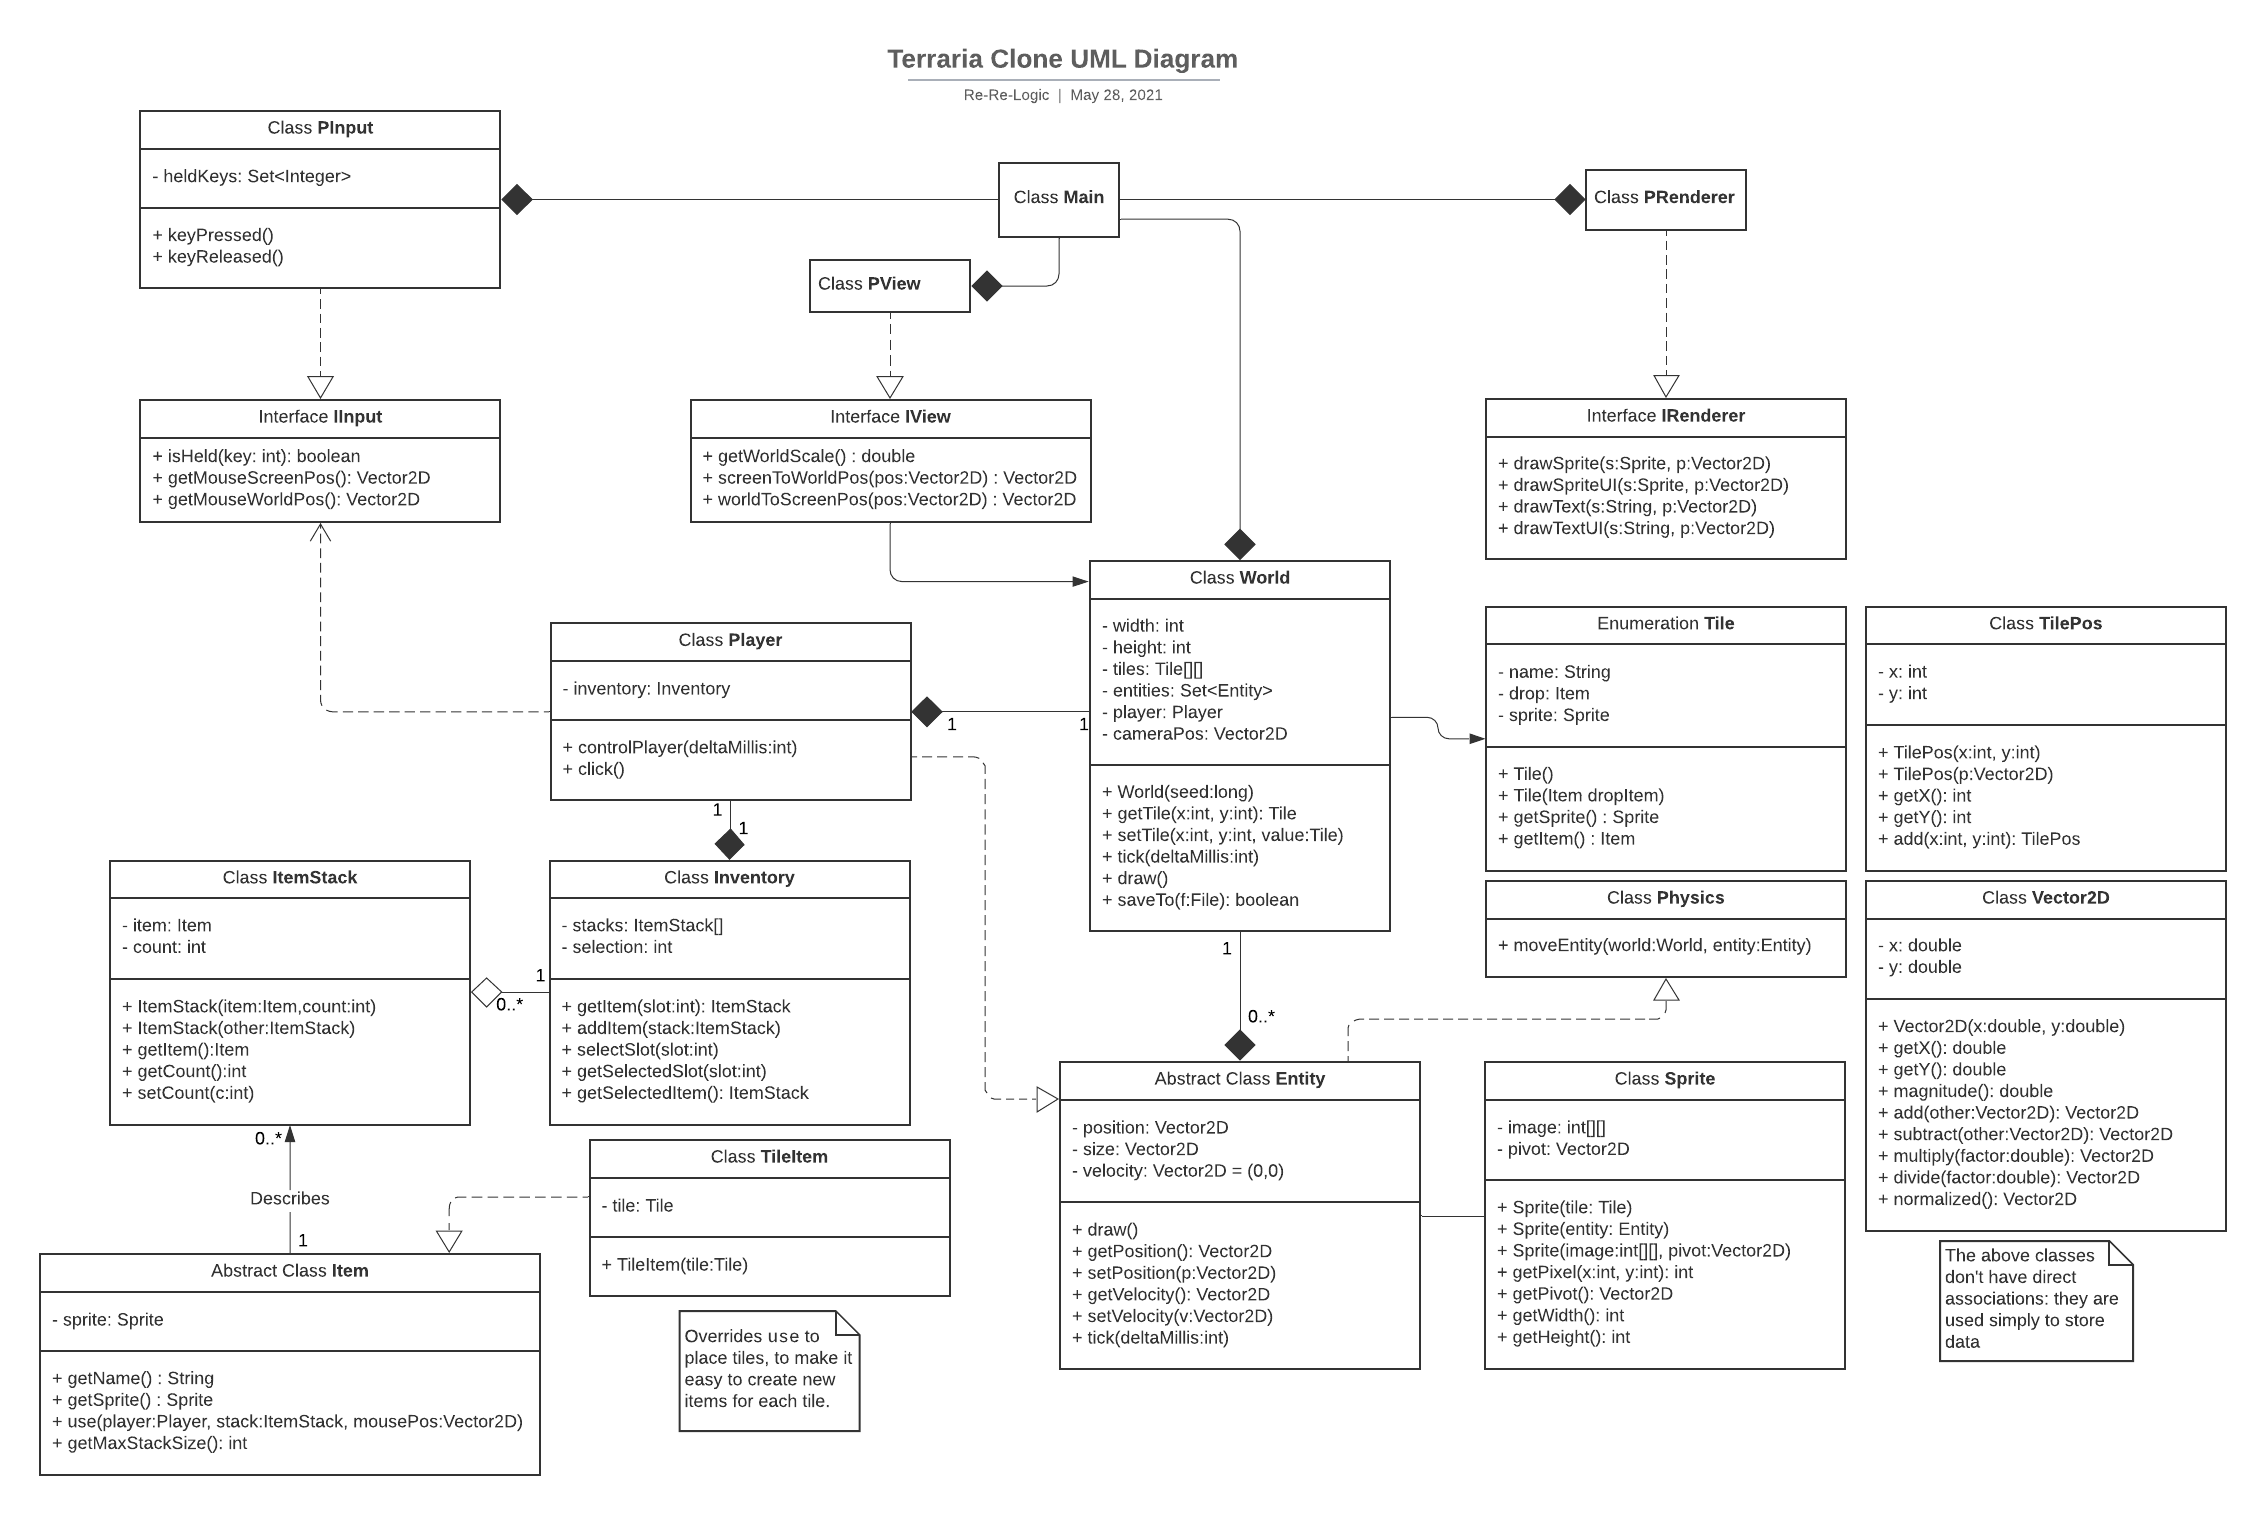 Terraria Clone UML Diagram
Re-Re-Logic | May 28, 2021
Class PInput
- heldKeys: Set<Integer>
+ keyPressed()
+ keyReleased()
Class Main
Class PRenderer
Class PView
Interface IInput
+ isHeld(key: int): boolean
+ getMouseScreenPos(): Vector2D
+ getMouseWorldPos(): Vector2D
Interface IView
+ getWorldScale() : double
+ screenToWorldPos(pos:Vector2D) : Vector2D
+ worldToScreenPos(pos:Vector2D) : Vector2D
Interface IRenderer
+ drawSprite(s:Sprite, p:Vector2D)
+ drawSpriteUI(s:Sprite, p:Vector2D)
+ drawText(s:String, p:Vector2D)
+ drawTextUI(s:String, p:Vector2D)
Class Player
- inventory: Inventory
+ controlPlayer(deltaMillis:int)
+ click()
1
1
1
1
Class World
- width: int
- height: int
- tiles: Tile[][]
- entities: Set<Entity>
- player: Player
- cameraPos: Vector2D
+ World(seed:long)
+ getTile(x:int, y:int): Tile
+ setTile(x:int, y:int, value:Tile)
+ tick(deltaMillis:int)
+ draw()
+ saveTo(f:File): boolean
1
0..*
Enumeration Tile
- name: String
- drop: Item
- sprite: Sprite
+ Tile()
+ Tile(Item dropItem)
+ getSprite() : Sprite
+ getItem() : Item
Class TilePos
- x: int
- y: int
+ TilePos(x:int, y:int)
+ TilePos(p:Vector2D)
+ getX(): int
+ getY(): int
+ add(x:int, y:int): TilePos
Class ItemStack
- item: Item
- count: int
+ ItemStack(item:Item,count:int)
+ ItemStack(other:ItemStack)
+ getItem():Item
+ getCount():int
+ setCount(c:int)
1
0..*
Class Inventory
- stacks: ItemStack[]
- selection: int
+ getItem(slot:int): ItemStack
+ addItem(stack:ItemStack)
+ selectSlot(slot:int)
+ getSelectedSlot(slot:int)
+ getSelectedItem(): ItemStack
Class Physics
+ moveEntity(world:World, entity:Entity)
Class Vector2D
- x: double
- y: double
+ Vector2D(x:double, y:double)
+ getX(): double
+ getY(): double
+ magnitude(): double
+ add(other:Vector2D): Vector2D
+ subtract(other:Vector2D): Vector2D
+ multiply(factor:double): Vector2D
+ divide(factor:double): Vector2D
+ normalized(): Vector2D
Abstract Class Entity
- position: Vector2D
- size: Vector2D
- velocity: Vector2D = (0,0)
+ draw()
+ getPosition(): Vector2D
+ setPosition(p:Vector2D)
+ getVelocity(): Vector2D
+ setVelocity(v:Vector2D)
+ tick(deltaMillis:int)
Class Sprite
- image: int[][]
- pivot: Vector2D
+ Sprite(tile: Tile)
+ Sprite(entity: Entity)
+ Sprite(image:int[][], pivot:Vector2D)
+ getPixel(x:int, y:int): int
+ getPivot(): Vector2D
+ getWidth(): int
+ getHeight(): int
0..*
Describes
1
Class TileItem
- tile: Tile
+ TileItem(tile:Tile)
Abstract Class Item
- sprite: Sprite
+ getName() : String
+ getSprite() : Sprite
+ use(player:Player, stack:ItemStack, mousePos:Vector2D)
+ getMaxStackSize(): int
Overrides use to
place tiles, to make it
easy to create new
items for each tile.
The above classes
don't have direct
associations: they are
used simply to store
data